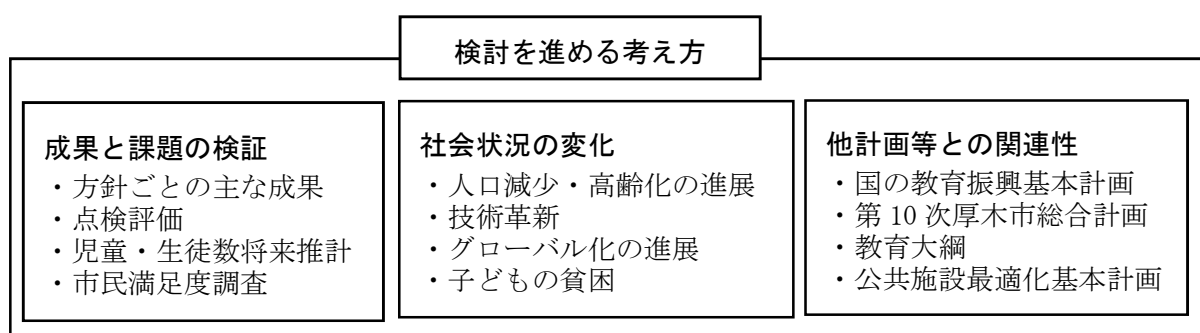 検討を進める考え方
成果と課題の検証
・方針ごとの主な成果
・点検評価
・児童・生徒数将来推計
・市民満足度調査
社会状況の変化
・人口減少・高齢化の進展
・技術革新
・グローバル化の進展
・子どもの貧困
他計画等との関連性
・国の教育振興基本計画
・第 10 次厚木市総合計画
・教育大綱
・公共施設最適化基本計画